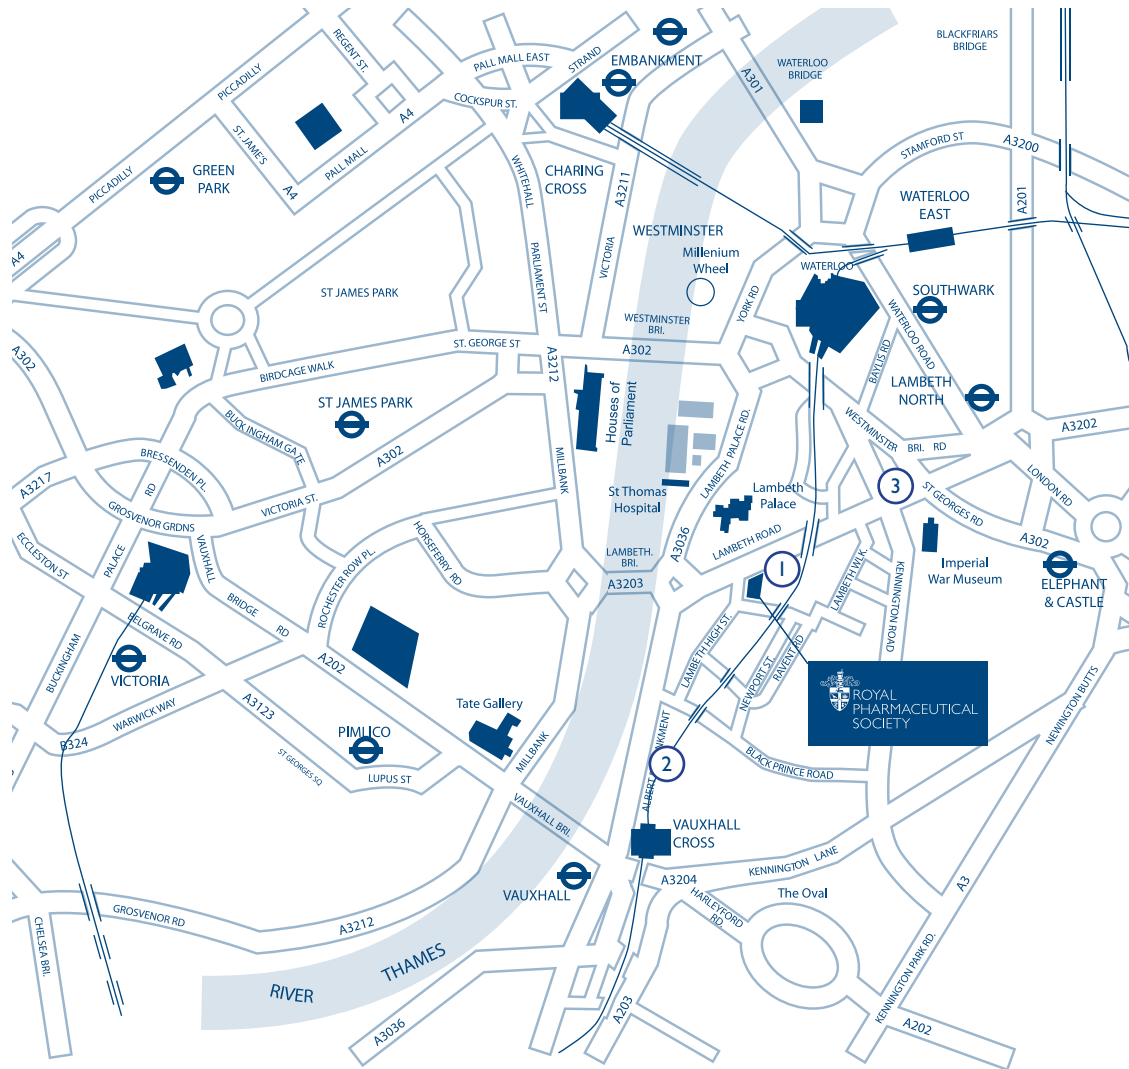 BLACKFRIARS
BRIDGE
REGENT ST.
PALL MALL EAST
STRAND
EMBANKMENT
WATERLOO
BRIDGE
A301
PICCADILLY
COCKSPUR ST.
A4
ST. JAME'S
PALL MALL
A4
STAMFORD ST
A3200
GREEN
PARK
PICCADILLY
WHITEHALL
CHARING
CROSS
A3211
WATERLOO
EAST
A201
A4
WESTMINSTER
Millenium
Wheel
VICTORIA
PARLIAMENT ST
WATERLOO
ST JAMES PARK
YORK RD
SOUTHWARK
WESTMINSTER
BRI.
WATERLOO ROAD
A302
ST. GEORGE ST
A302
A3212
BAYLIS RD
BIRDCAGE WALK
LAMBETH
NORTH
ST JAMES PARK
Houses of
Parliament
BUCKINGHAM GATE
A302
LAMBETH PALACE RD.
WESTMINSTER
BRI. RD
A3202
BRESSENDEN PL.
MILLBANK
A3217
RD
VICTORIA ST.
St Thomas
Hospital
Lambeth
Palace
3
ST GEORGES RD
LONDON RD
GROSVENOR GRDNS
A302
ECCLESTON ST
PALACE
VAUXHALL
BRIDGE
RD
ROCHESTER ROW PL.
HORSEFERRY RD
LAMBETH.
BRI.
A3203
A3036
LAMBETH ROAD
1
LAMBETH WLK.
KENNINGTON ROAD
Imperial
War Museum
ELEPHANT
& CASTLE
BELGRAVE RD
BUCKINGHAM
VICTORIA
A202
LAMBETH HIGH ST.
NEWPORT ST.
RAVENT RD
ROYAL
PHARMACEUTICAL
SOCIETY
NEWINGTON BUTTS
WARWICK WAY
A3123
B324
Tate Gallery
PIMLICO
ST GEORGES SQ
LUPUS ST
MILLBANK
2
BLACK PRINCE ROAD
VAUXHALL BRI.
VAUXHALL
CROSS
KENNINGTON LANE
VAUXHALL
A3204
The Oval
A3
HARLEYFORD
RD.
GROSVENOR RD
A3212
CHELSEA BRI.
RIVER THAMES
KENNINGTON PARK RD.
A3036
A203
A202